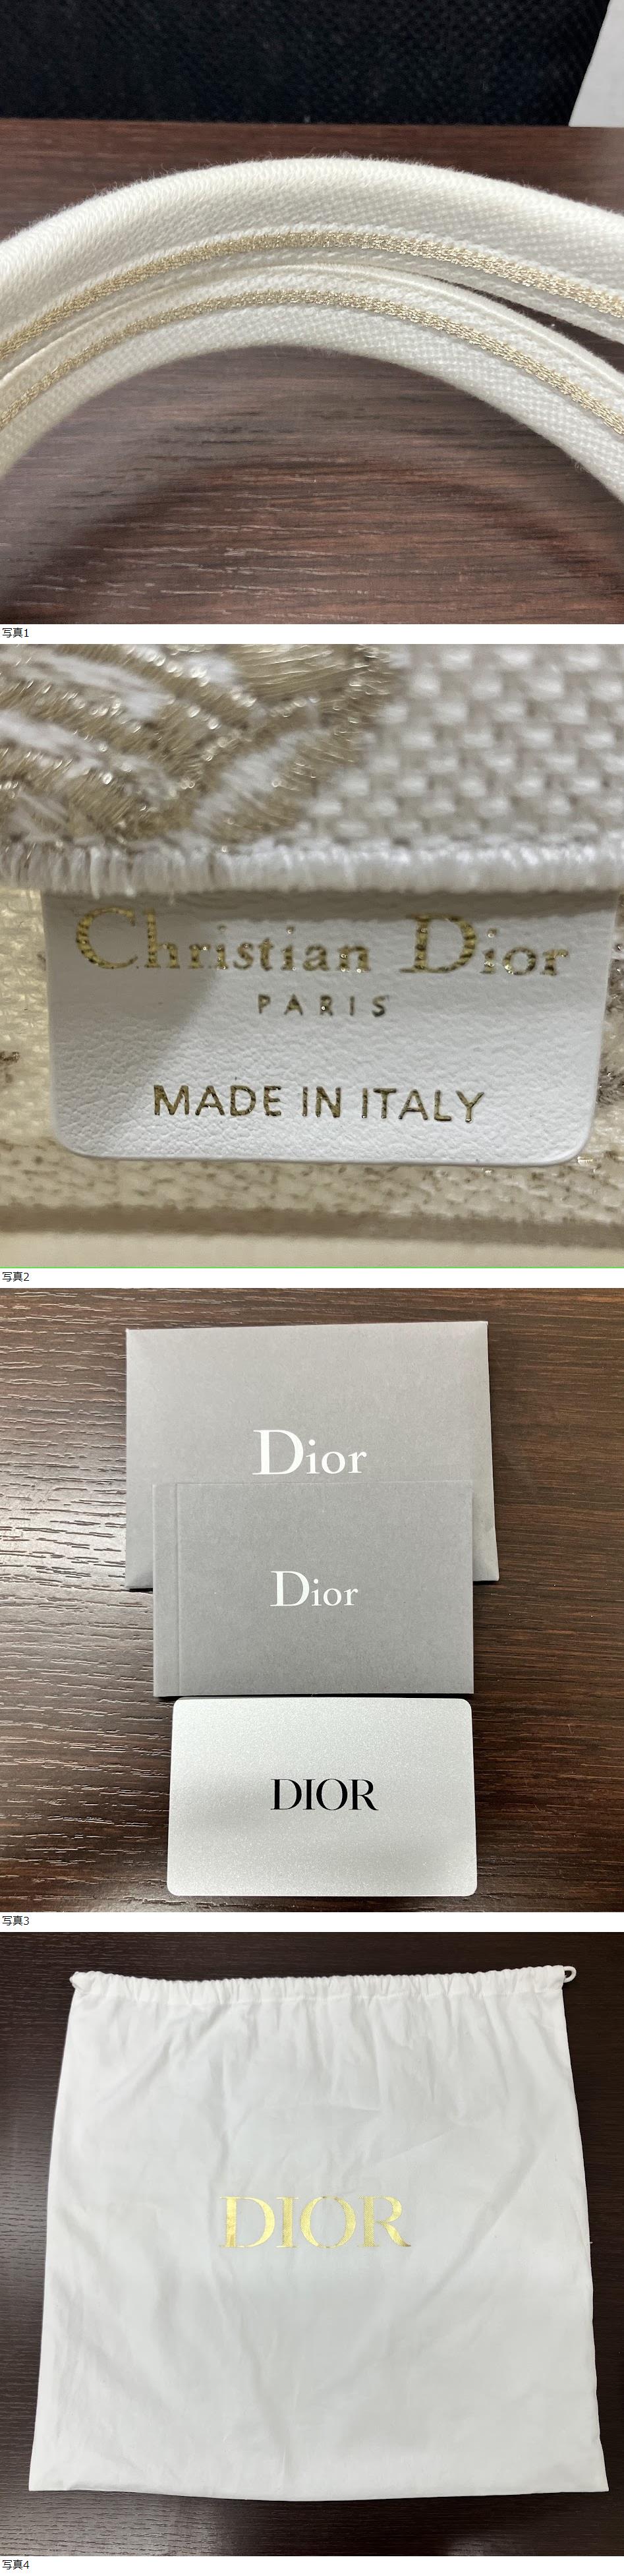 写真1
Christian Dior
PARIS
MADE IN ITALY
写真2
Dior
Dior
DIOR
写真3
DIOR
写真4